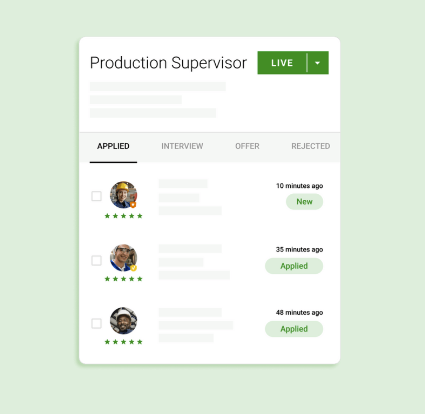 Production Supervisor LIVE
APPLIED INTERVIEW OFFER REJECTED
10 minutes ago
New
35 minutes ago
Applied
48 minutes ago
Applied